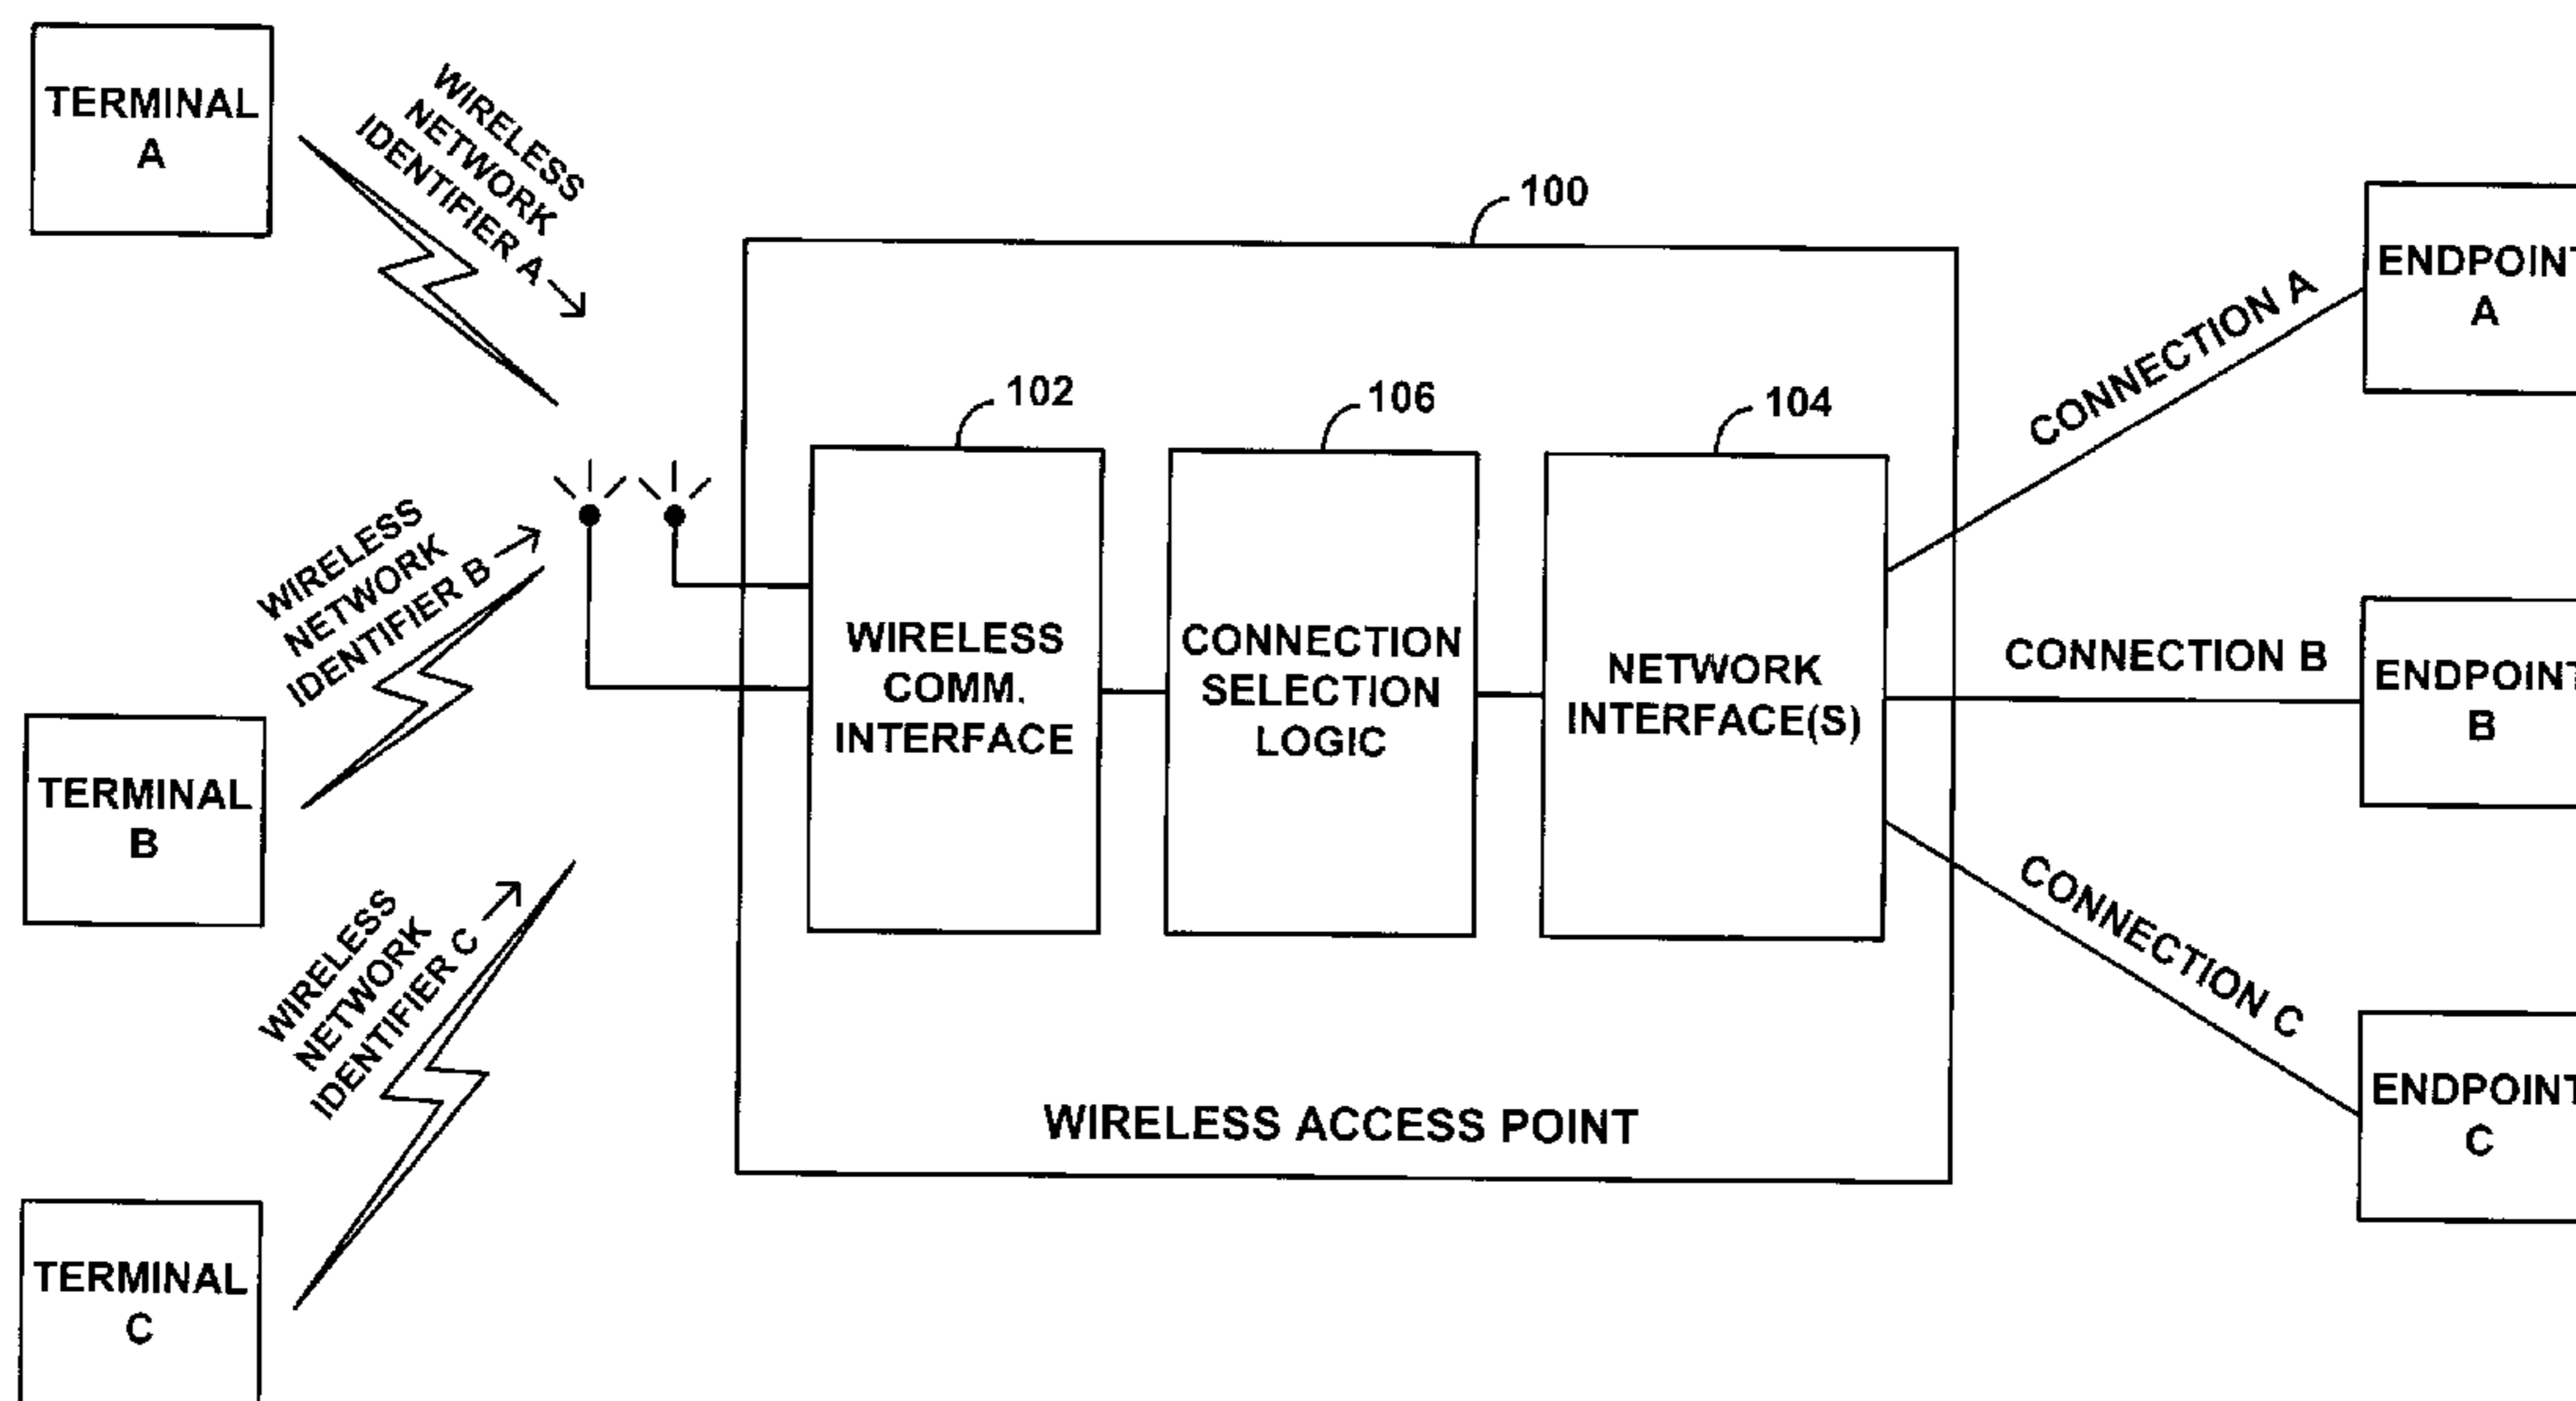 TERMINAL
A
WIRELESS
NETWORK
IDENTIFIER A
100
ENDPOINT
A
CONNECTION A
102
106
104
WIRELESS
NETWORK
IDENTIFIER B
WIRELESS
COMM.
INTERFACE
CONNECTION
SELECTION
LOGIC
NETWORK
INTERFACE(S)
CONNECTION B
ENDPOINT
B
TERMINAL
B
WIRELESS
NETWORK
IDENTIFIER C
CONNECTION C
WIRELESS ACCESS POINT
ENDPOINT
C
TERMINAL
C